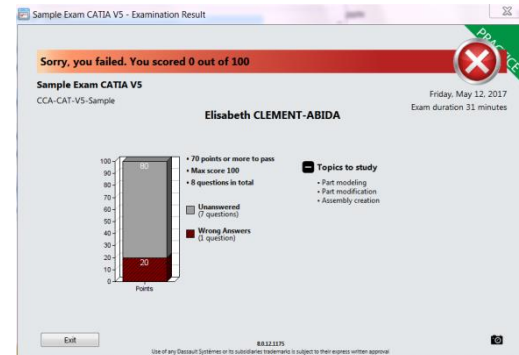 Sample Exam CATIA V5 - Examination Result
PRACTICE
Sorry, you failed. You scored 0 out of 100
Sample Exam CATIA V5
CCA-CAT-V5-Sample
Friday, May 12, 2017
Exam duration 31 minutes
Elisabeth CLEMENT-ABIDA
100
90
80
70
60
50
40
30
20
10
0
80
20
Points
• 70 points or more to pass
• Max score 100
• 8 questions in total
Unanswered
(7 questions)
Wrong Answers
(1 question)
Topics to study
• Part modeling
• Part modification
• Assembly creation
Exit
8.0.12.1175
Use of any Dassault Systèmes or its subsidiaries trademarks is subject to their express written approval